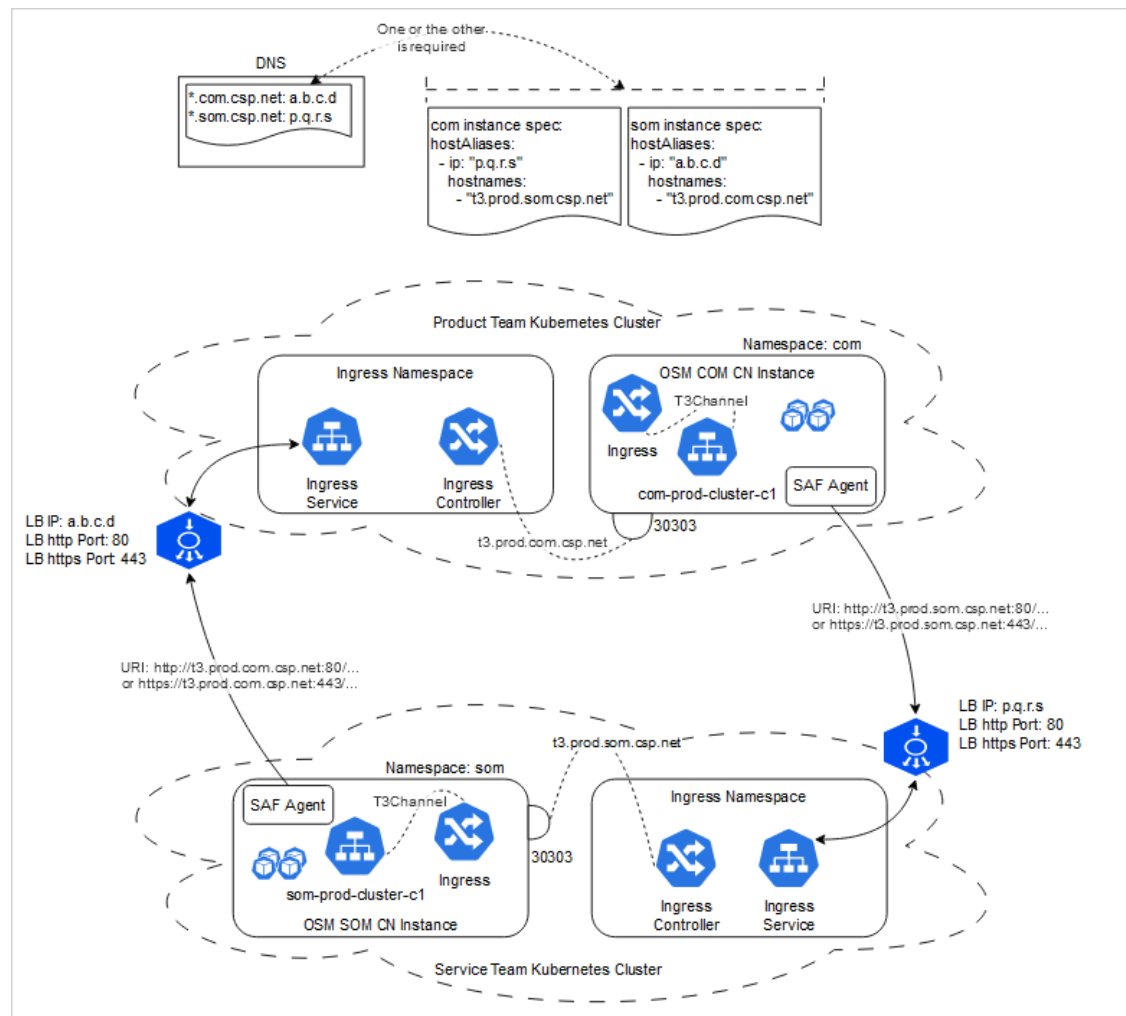 One or the other
is required
DNS
*.com.csp.net: a.b.c.d
*.som.csp.net: p.q.r.s
com instance spec:
hostAliases:
- ip: "p.q.r.s"
hostnames:
- "t3.prod.som.csp.net"
som instance spec:
hostAliases:
- ip: "a.b.c.d"
hostnames:
- "t3.prod.com.csp.net"
Product Team Kubernetes Cluster
Namespace: com
Ingress Namespace
OSM COM CN Instance
T3Channel
Ingress
Ingress
Service
Ingress
Controller
com-prod-cluster-c1
SAF Agent
30303
t3.prod.com.csp.net
LB IP: a.b.c.d
LB http Port: 80
LB https Port: 443
URI: http://t3.prod.som.csp.net:80/...
or https://t3.prod.som.csp.net:443/...
URI: http://t3.prod.com.csp.net:80/...
or https://t3.prod.com.csp.net:443/...
LB IP: p.q.r.s
LB http Port: 80
LB https Port: 443
t3.prod.som.csp.net
Namespace: som
SAF Agent
T3Channel
Ingress Namespace
30303
Ingress
som-prod-cluster-c1
OSM SOM CN Instance
Ingress
Controller
Ingress
Service
Service Team Kubernetes Cluster